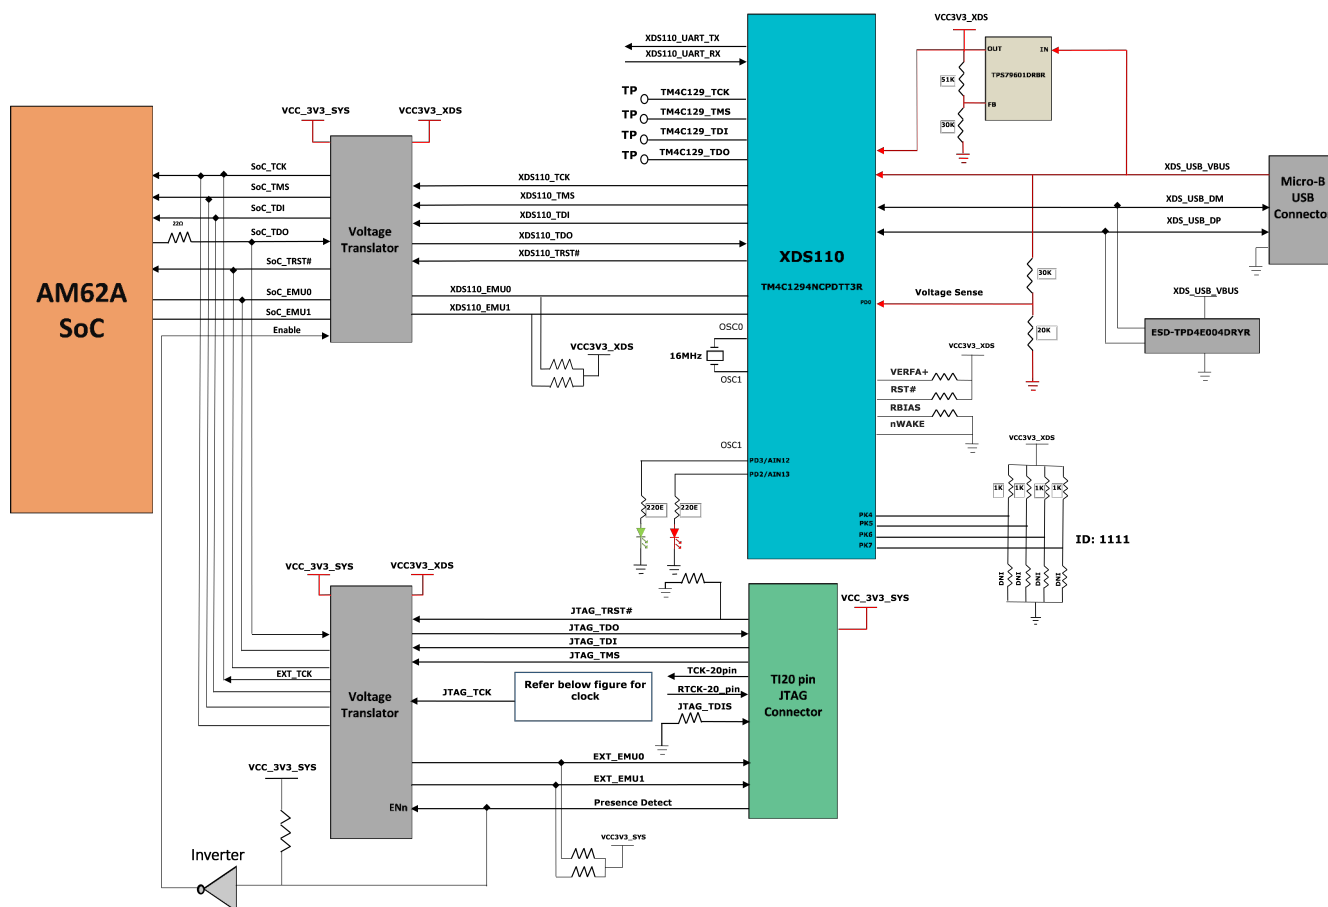 XDS110_UART_TX
XDS110_UART_RX
TP
TM4C129_TCK
TP
TM4C129_TMS
TP
TM4C129_TDI
TP
TM4C129_TDO
VCC3V3_XDS
OUT
IN
TPS79601DRBR
FB
51K
30K
AM62A
SoC
VCC_3V3_SYS
VCC3V3_XDS
SoC_TCK
SoC_TMS
SoC_TDI
22Ω
SoC_TDO
SoC_TRST#
SoC_EMU0
SoC_EMU1
Enable
Voltage
Translator
XDS110_TCK
XDS110_TMS
XDS110_TDI
XDS110_TDO
XDS110_TRST#
XDS110_EMU0
XDS110_EMU1
VCC3V3_XDS
XDS110
TM4C1294NCPDTT3R
PD0
OSC0
16MHz
OSC1
OSC1
PD3/AIN12
PD2/AIN13
220E
220E
XDS_USB_VBUS
XDS_USB_DM
XDS_USB_DP
Micro-B
USB
Connector
30K
Voltage Sense
20K
XDS_USB_VBUS
ESD-TPD4E004DRYR
VCC3V3_XDS
VERFA+
RST#
RBIAS
nWAKE
VCC3V3_XDS
1K
1K
1K
1K
PK4
PK5
PK6
PK7
ID: 1111
DNI
DNI
DNI
DNI
VCC_3V3_SYS
VCC3V3_XDS
Voltage
Translator
ENn
EXT_TCK
JTAG_TRST#
JTAG_TDO
JTAG_TDI
JTAG_TMS
JTAG_TCK
Refer below figure for
clock
TCK-20pin
RTCK-20_pin
JTAG_TDIS
EXT_EMU0
EXT_EMU1
Presence Detect
TI20 pin
JTAG
Connector
VCC_3V3_SYS
VCC_3V3_SYS
VCC3V3_SYS
Inverter